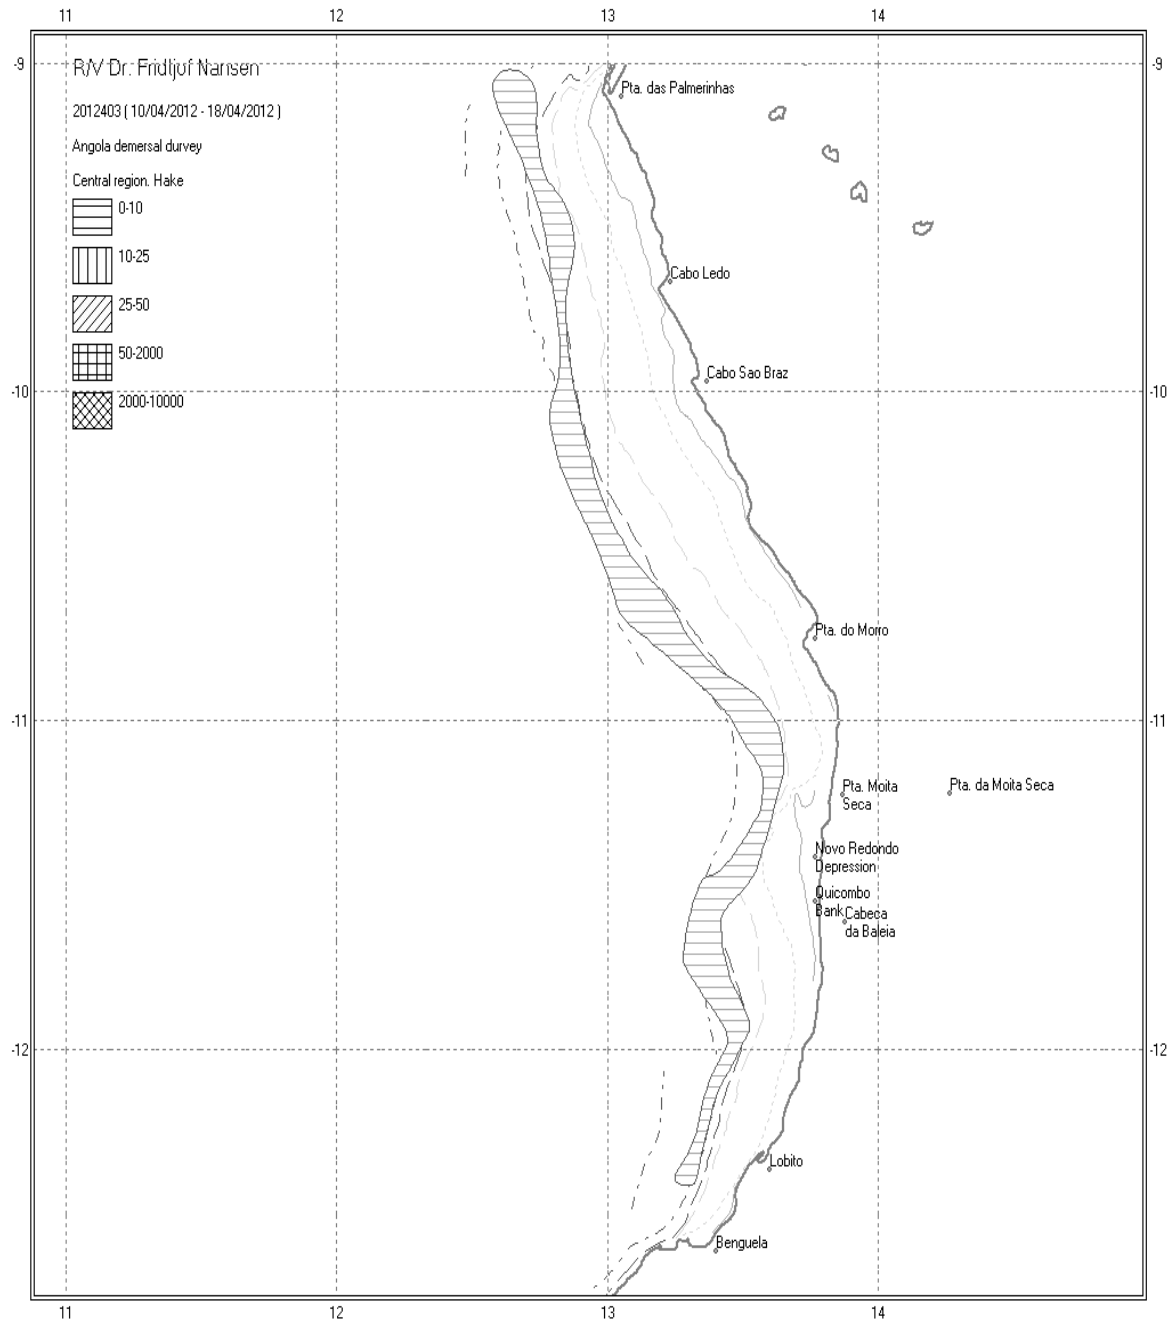 11 12 13 14
-9 -9
R/V Dr. Fridtjof Nansen
2012403 ( 10/04/2012 - 18/04/2012 )
Angola demersal durvey
Central region. Hake
0-10
10-25
25-50
50-2000
2000-10000
Pta. das Palmerinhas
Cabo Ledo
Cabo Sao Braz
-10 -10
Pta. do Morro
-11 -11
Pta. Moita
Seca
Pta. da Moita Seca
Novo Redondo
Depression
Quicombo
Bank
Cabeca
da Baleia
-12 -12
Lobito
Benguela
11 12 13 14